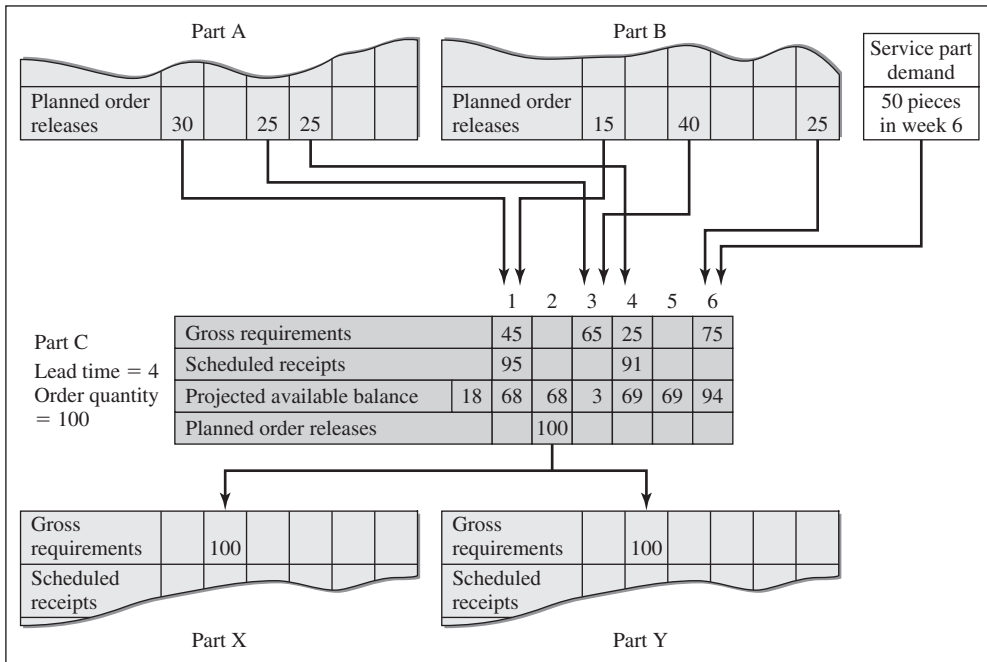 Part A
Planned order
releases
30 25 25
Part B
Planned order
releases
15 40 25
Service part
demand
50 pieces
in week 6
Part C
Lead time = 4
Order quantity
= 100
1 2 3 4 5 6
Gross requirements 45 65 25 75
Scheduled receipts 95 91
Projected available balance 18 68 68 3 69 69 94
Planned order releases 100
Gross
requirements 100
Scheduled
receipts
Part X
Gross
requirements 100
Scheduled
receipts
Part Y